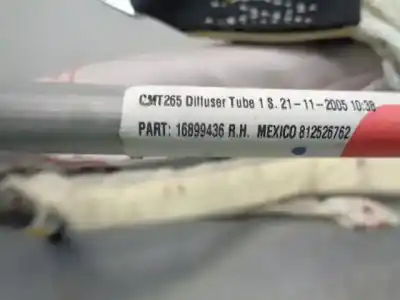 CMT265 Diffuser Tube 1 S. 21-11-2005 10:38
PART: 16899436 R.H. MEXICO 812526762